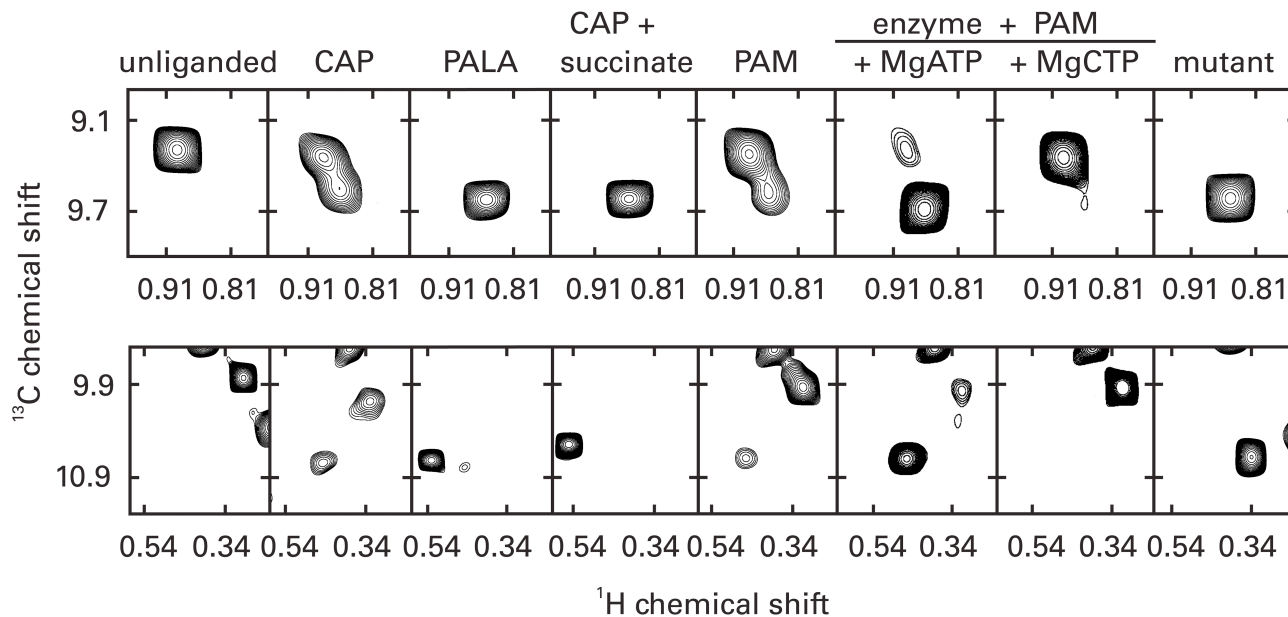 CAP + enzyme + PAM
unliganded CAP PALA succinate PAM + MgATP + MgCTP mutant
9.1
9.7
0.91 0.81 0.91 0.81 0.91 0.81 0.91 0.81 0.91 0.81 0.91 0.81 0.91 0.81 0.91 0.81
13C chemical shift
9.9
10.9
0.54 0.34 0.54 0.34 0.54 0.34 0.54 0.34 0.54 0.34 0.54 0.34 0.54 0.34 0.54 0.34
1H chemical shift